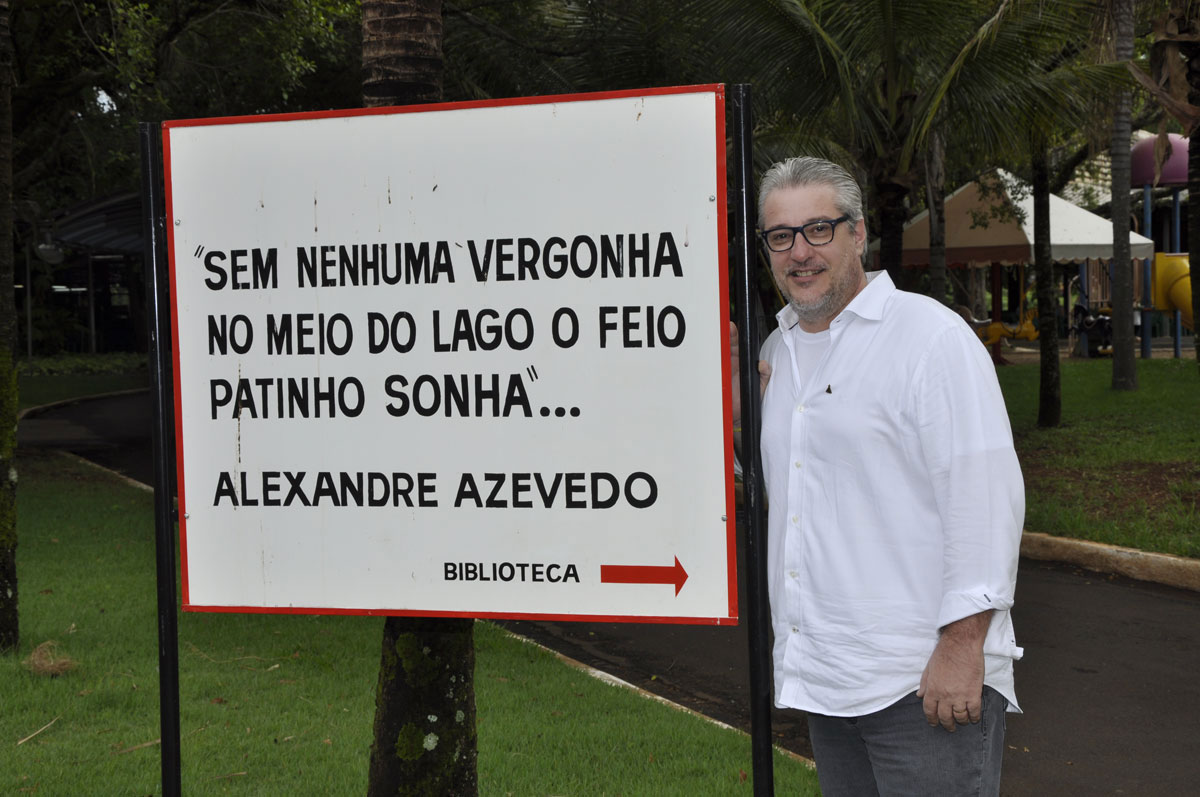 "SEM NENHUMA VERGONHA
NO MEIO DO LAGO O FEIO
PATINHO SONHA"...
ALEXANDRE AZEVEDO
BIBLIOTECA